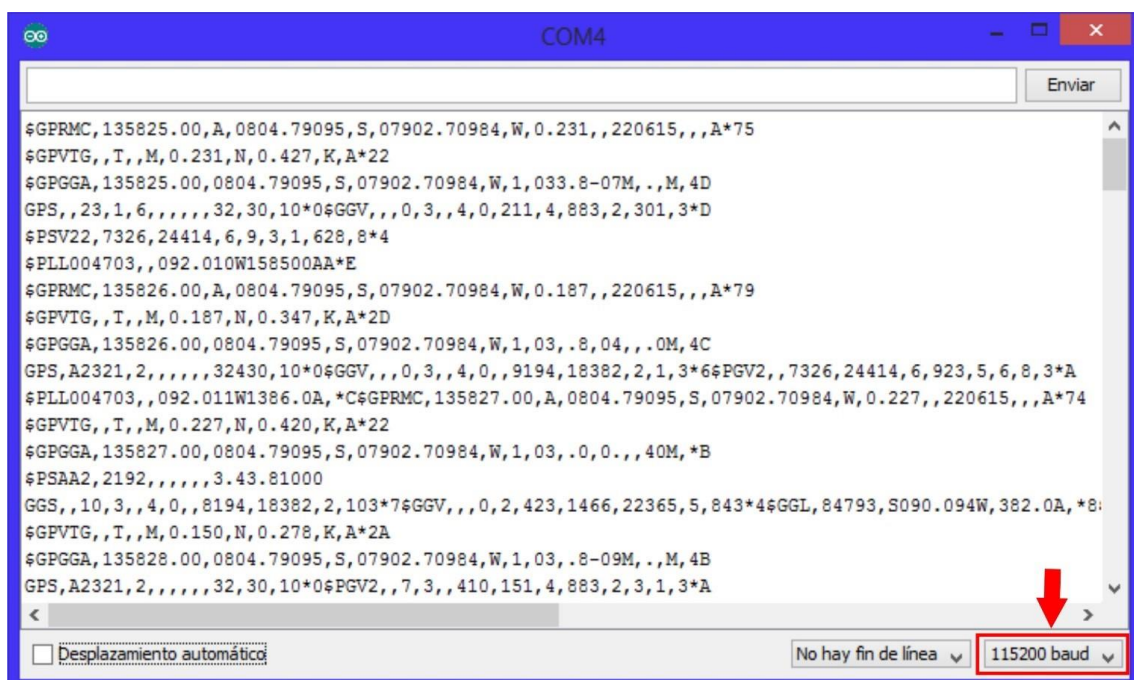 COM4
Enviar
$GPRMC,135825.00,A,0804.79095,S,07902.70984,W,0.231,,220615,,,A*75
$GPVTG,,T,,M,0.231,N,0.427,K,A*22
$GPGGA,135825.00,0804.79095,S,07902.70984,W,1,033.8-07M,.,M,4D
GPS,,23,1,6,,,,,,32,30,10*0$GGV,,,0,3,,4,0,211,4,883,2,301,3*D
$PSV22,7326,24414,6,9,3,1,628,8*4
$PLL004703,,092.010W158500AA*E
$GPRMC,135826.00,A,0804.79095,S,07902.70984,W,0.187,,220615,,,A*79
$GPVTG,,T,,M,0.187,N,0.347,K,A*2D
$GPGGA,135826.00,0804.79095,S,07902.70984,W,1,03,.8,04,,.0M,4C
GPS,A2321,2,,,,,,32430,10*0$GGV,,,0,3,,4,0,,9194,18382,2,1,3*6$PGV2,,7326,24414,6,923,5,6,8,3*A
$PLL004703,,092.011W1386.0A,*C$GPRMC,135827.00,A,0804.79095,S,07902.70984,W,0.227,,220615,,,A*74
$GPVTG,,T,,M,0.227,N,0.420,K,A*22
$GPGGA,135827.00,0804.79095,S,07902.70984,W,1,03,.0,0.,,40M,*B
$PSAA2,2192,,,,,,3.43.81000
GGS,,10,3,,4,0,,8194,18382,2,103*7$GGV,,,0,2,423,1466,22365,5,843*4$GGL,84793,S090.094W,382.0A,*8
$GPVTG,,T,,M,0.150,N,0.278,K,A*2A
$GPGGA,135828.00,0804.79095,S,07902.70984,W,1,03,.8-09M,.,M,4B
GPS,A2321,2,,,,,,32,30,10*0$PGV2,,7,3,,410,151,4,883,2,3,1,3*A
Desplazamiento automático
No hay fin de línea
115200 baud